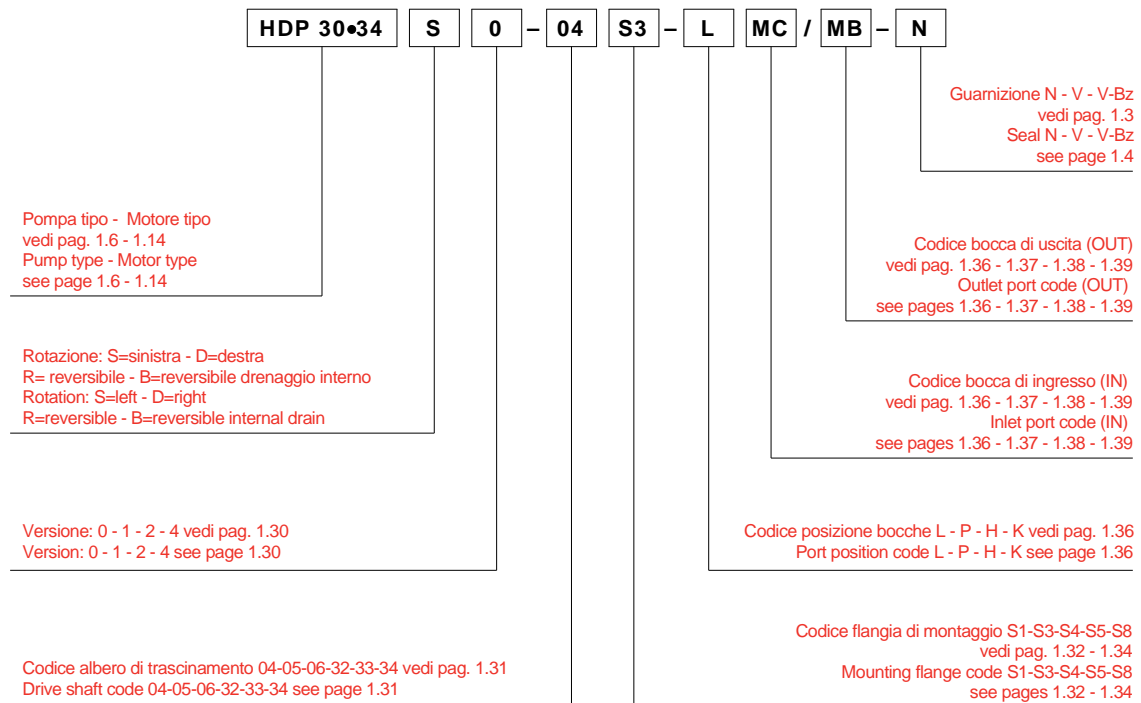 HDP 30•34 S 0 – 04 S3 – L MC / MB – N
Guarnizione N - V - V-Bz
vedi pag. 1.3
Seal N - V - V-Bz
see page 1.4
Pompa tipo - Motore tipo
vedi pag. 1.6 - 1.14
Pump type - Motor type
see page 1.6 - 1.14
Codice bocca di uscita (OUT)
vedi pag. 1.36 - 1.37 - 1.38 - 1.39
Outlet port code (OUT)
see pages 1.36 - 1.37 - 1.38 - 1.39
Rotazione: S=sinistra - D=destra
R= reversibile - B=reversibile drenaggio interno
Rotation: S=left - D=right
R=reversible - B=reversible internal drain
Codice bocca di ingresso (IN)
vedi pag. 1.36 - 1.37 - 1.38 - 1.39
Inlet port code (IN)
see pages 1.36 - 1.37 - 1.38 - 1.39
Versione: 0 - 1 - 2 - 4 vedi pag. 1.30
Version: 0 - 1 - 2 - 4 see page 1.30
Codice posizione bocche L - P - H - K vedi pag. 1.36
Port position code L - P - H - K see page 1.36
Codice albero di trascinamento 04-05-06-32-33-34 vedi pag. 1.31
Drive shaft code 04-05-06-32-33-34 see page 1.31
Codice flangia di montaggio S1-S3-S4-S5-S8
vedi pag. 1.32 - 1.34
Mounting flange code S1-S3-S4-S5-S8
see pages 1.32 - 1.34